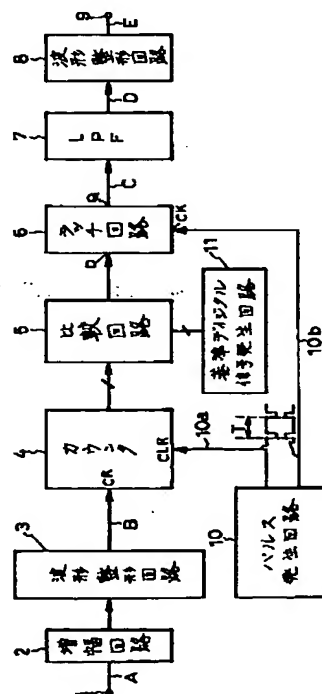 A
2
増幅回路
3
波形整形回路
B
4
カウンタ
CK
CLR
5
比較回路
6
ラッチ回路
D
Q
CK
C
7
LPF
D
8
波形整形回路
E
9
10
パルス
発生回路
10a
10b
T
11
基準ディジタル
信号発生回路